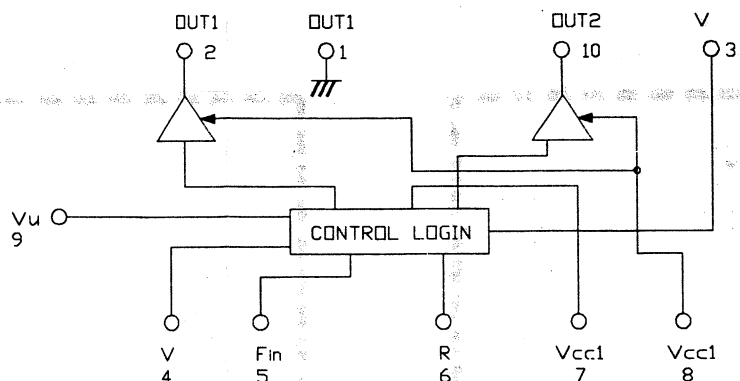 OUT1 OUT1 OUT2 V
2 1 10 3
CONTROL LOGIN
Vu
9
V Fin R Vcc1 Vcc1
4 5 6 7 8